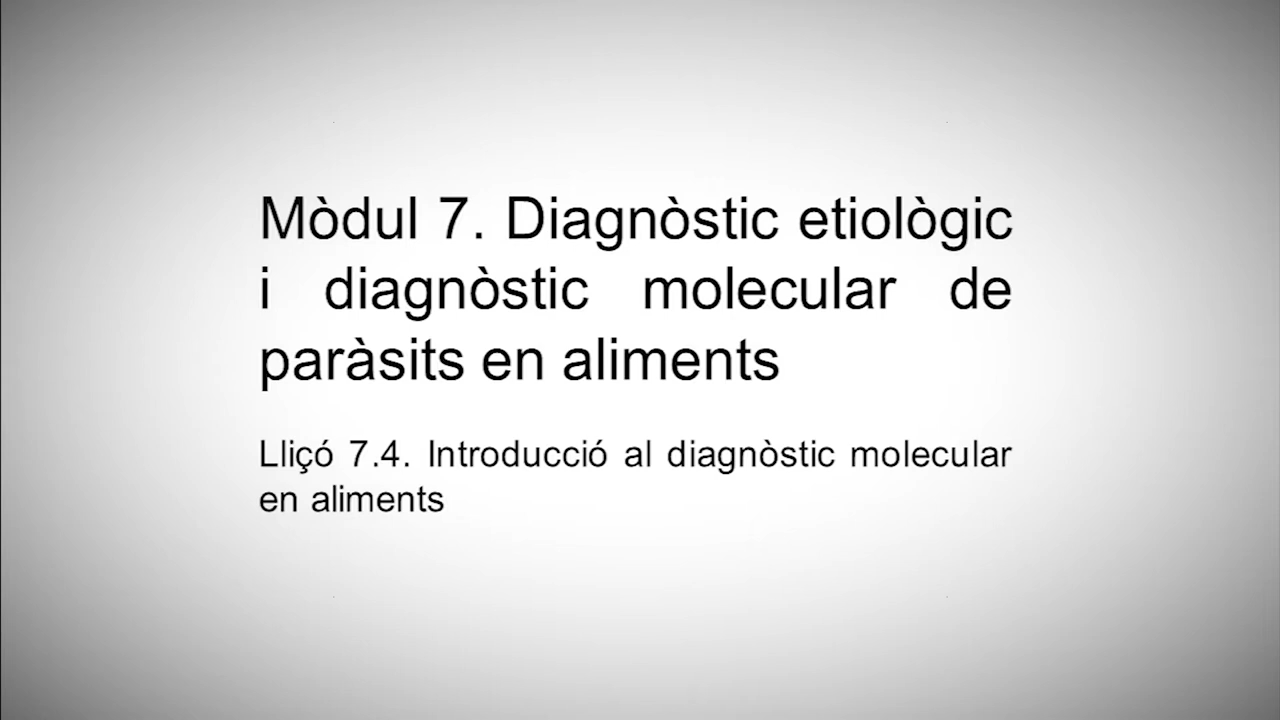 Mòdul 7. Diagnòstic etiològic
i diagnòstic molecular de
paràsits en aliments
Lliçó 7.4. Introducció al diagnòstic molecular
en aliments